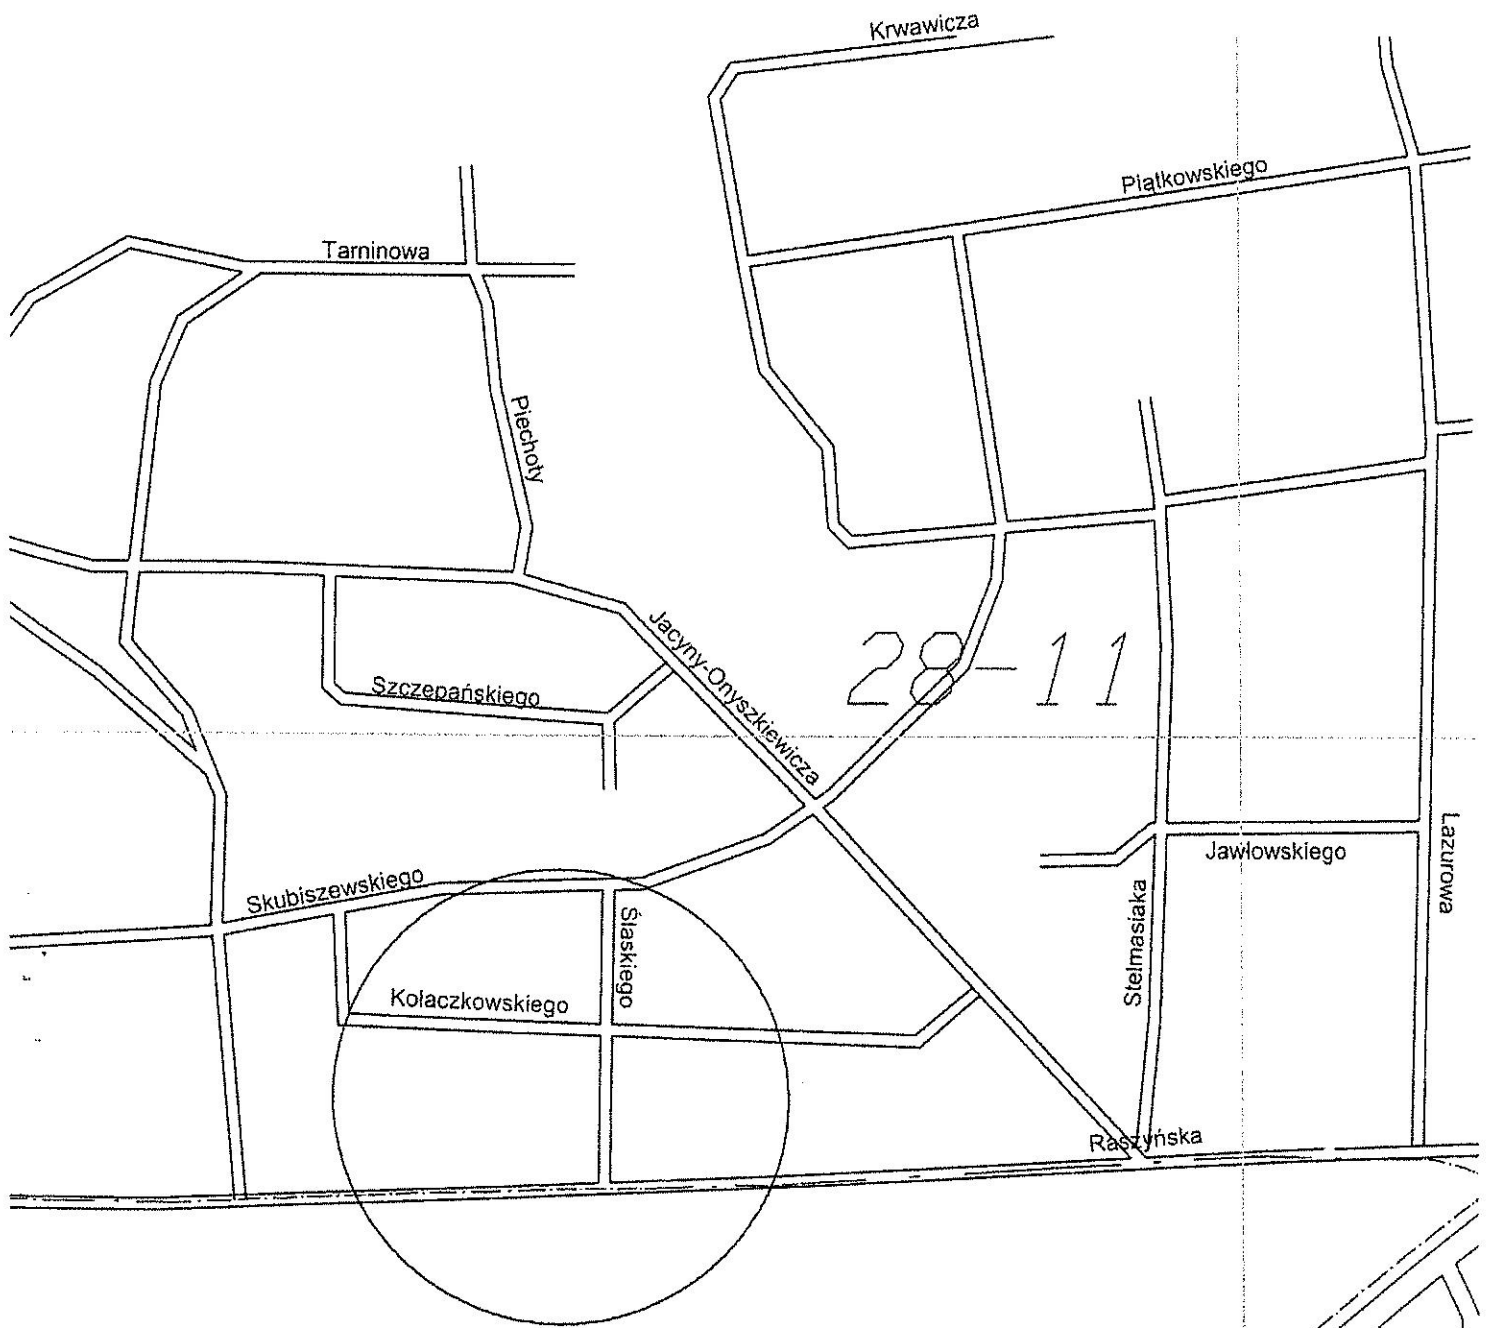 Krwawicza
Piątkowskiego
Tarninowa
Piechoty
Jacyny-Onyszkiewicza
28-11
Szczepańskiego
Lazurowa
Jawłowskiego
Skubiszewskiego
Stelmasiaka
Ślaskiego
Kołaczkowskiego
Raszyńska